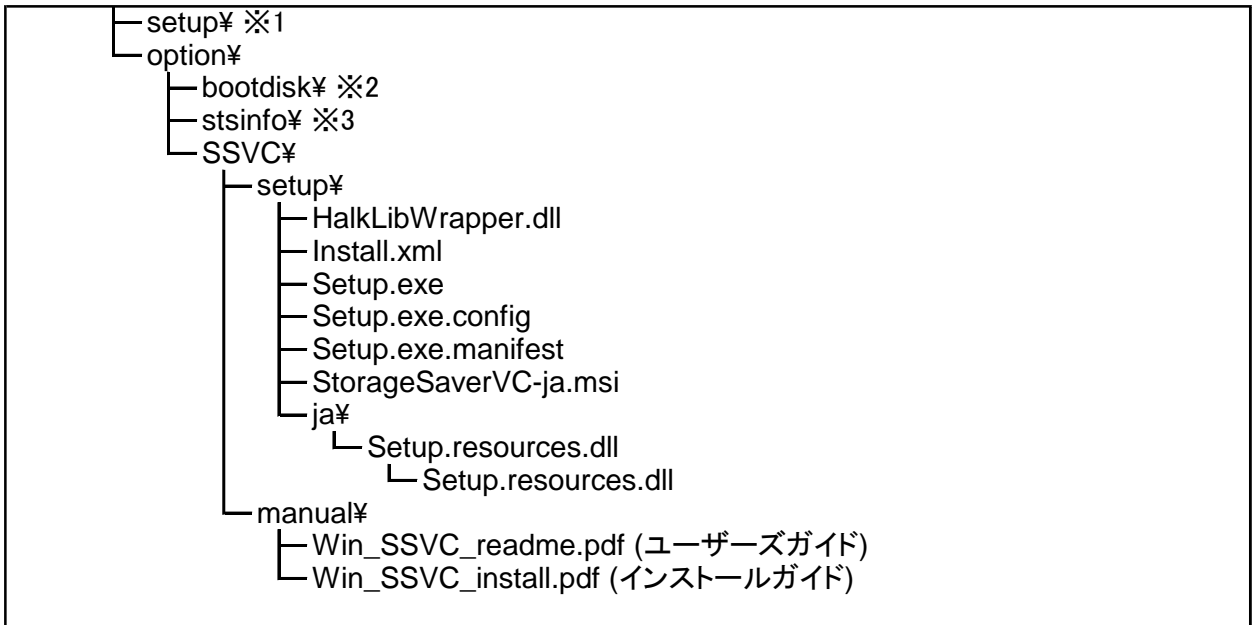 setup¥ ※1
option¥
bootdisk¥ ※2
stsinfo¥ ※3
SSVC¥
setup¥
HalkLibWrapper.dll
Install.xml
Setup.exe
Setup.exe.config
Setup.exe.manifest
StorageSaverVC-ja.msi
ja¥
Setup.resources.dll
Setup.resources.dll
manual¥
Win_SSVC_readme.pdf (ユーザーズガイド)
Win_SSVC_install.pdf (インストールガイド)